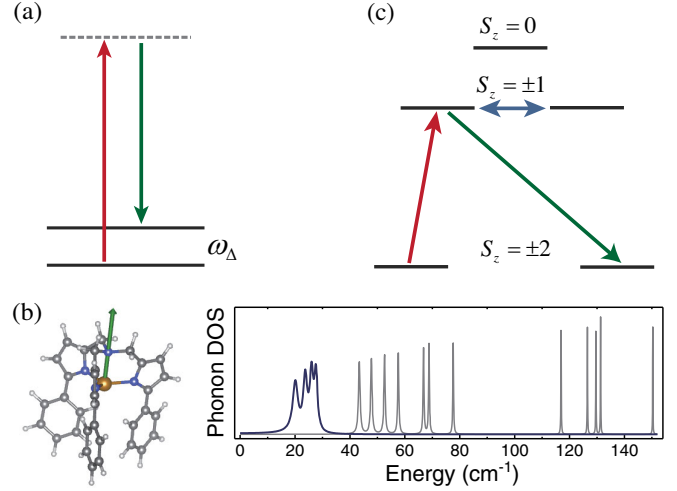 (a)
ω_Δ
(c)
S_z = 0
S_z = ±1
S_z = ±2
(b)
Phonon DOS
0 20 40 60 80 100 120 140
Energy (cm⁻¹)